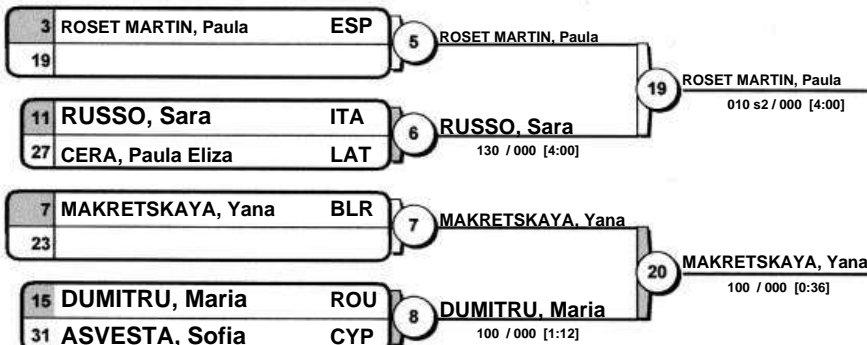 3 ROSET MARTIN, Paula ESP
19
5
ROSET MARTIN, Paula
11 RUSSO, Sara ITA
27 CERA, Paula Eliza LAT
6
RUSSO, Sara
130 / 000 [4:00]
19
ROSET MARTIN, Paula
010 s2 / 000 [4:00]
7 MAKRETSKAYA, Yana BLR
23
7
MAKRETSKAYA, Yana
15 DUMITRU, Maria ROU
31 ASVESTA, Sofia CYP
8
DUMITRU, Maria
100 / 000 [1:12]
20
MAKRETSKAYA, Yana
100 / 000 [0:36]